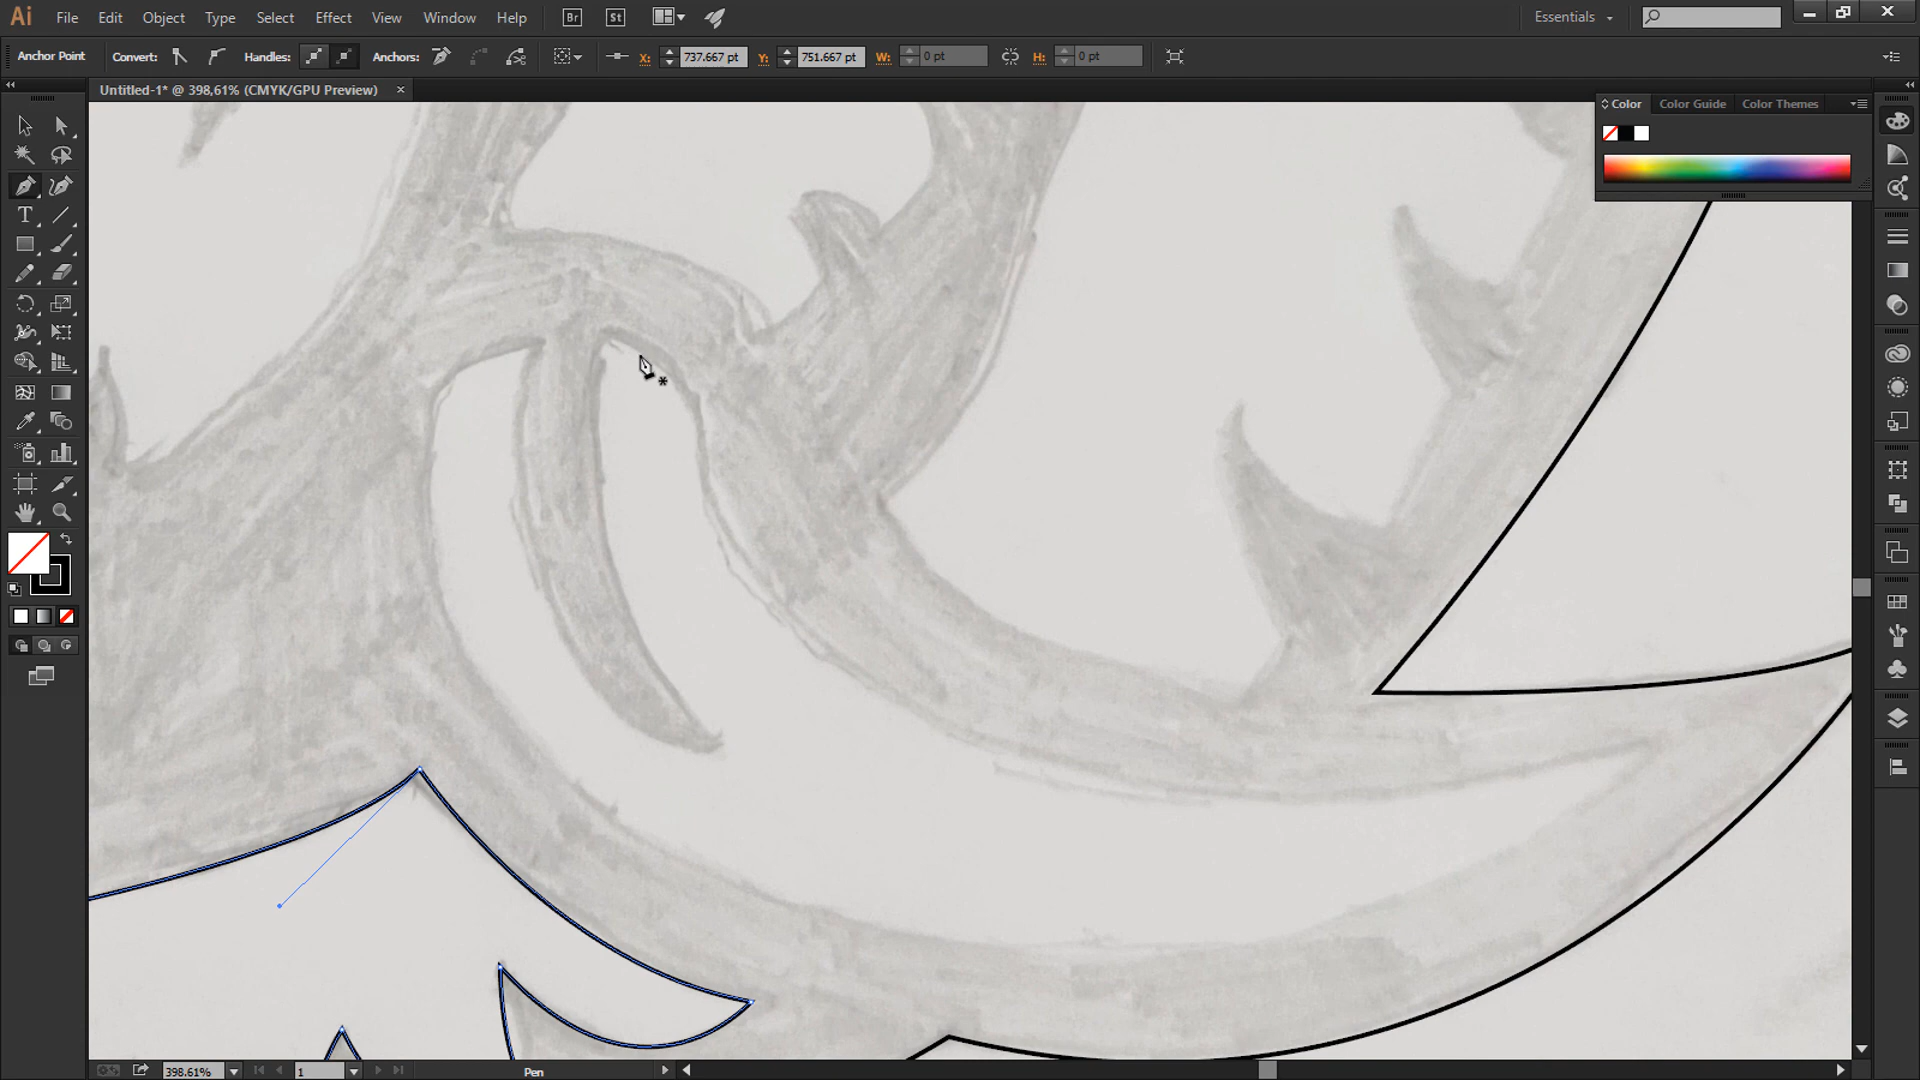 Ai File Edit Object Type Select Effect View Window Help Br St Essentials
Anchor Point Convert: Handles: Anchors: X: 737.667 pt Y: 751.667 pt W: 0 pt H: 0 pt
Untitled-1* @ 398,61% (CMYK/GPU Preview)
Color Color Guide Color Themes
T
398.61% 1 Pen